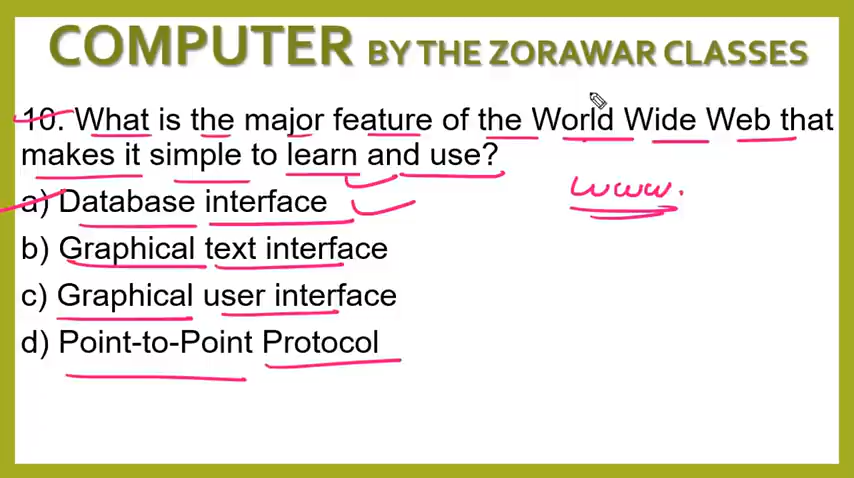 COMPUTER BY THE ZORAWAR CLASSES
10. What is the major feature of the World Wide Web that
makes it simple to learn and use?
www.
a) Database interface
b) Graphical text interface
c) Graphical user interface
d) Point-to-Point Protocol